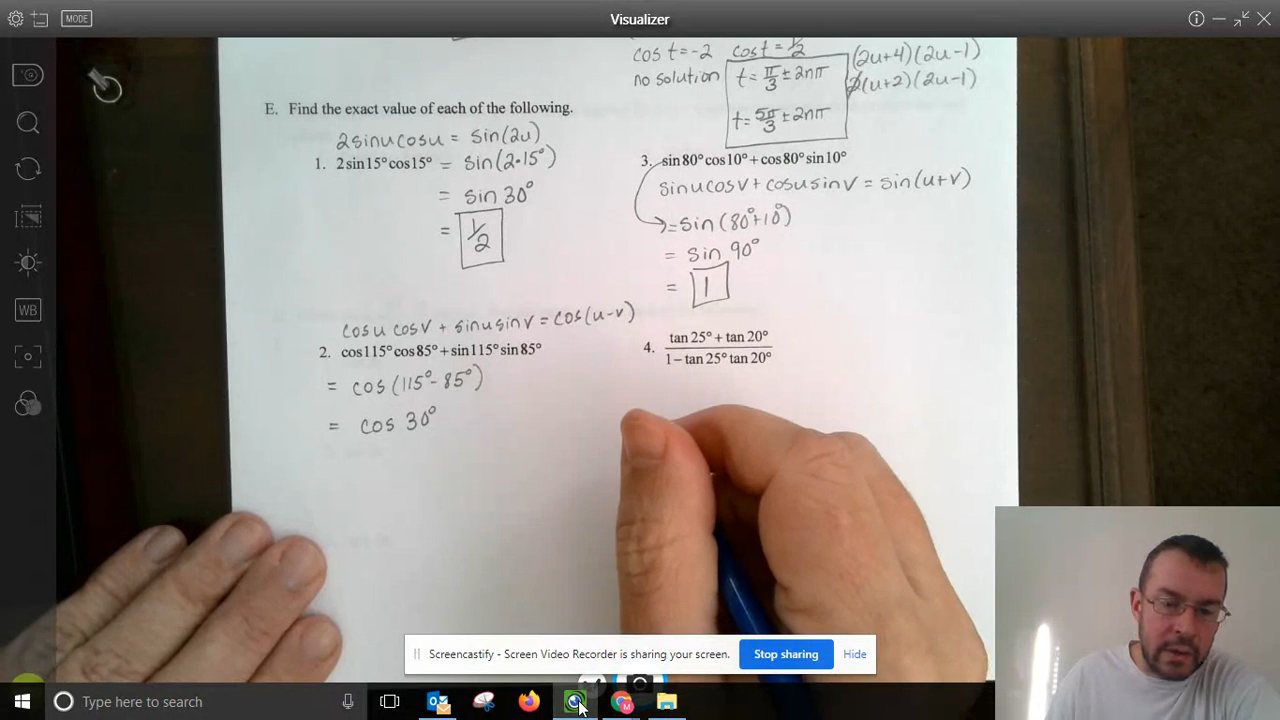 Visualizer
MODE
WB
cos t = -2   cos t = 1/2   (2u+4)(2u-1)
no solution   t = π/3 ± 2nπ   2(u+2)(2u-1)
t = 5π/3 ± 2nπ
E. Find the exact value of each of the following.
2sinucosu = sin(2u)
1. 2sin15°cos15° = sin(2•15°)
= sin 30°
= 1/2
3. sin80°cos10°+cos80°sin10°
sinucosv + cosusinv = sin(u+v)
= sin(80°+10°)
= sin 90°
= 1
cosu cosv + sinusinv = cos(u-v)
2. cos115°cos85°+sin115°sin85°
= cos(115°-85°)
= cos 30°
4. tan 25° + tan 20°
1 − tan 25° tan 20°
Screencastify - Screen Video Recorder is sharing your screen.
Stop sharing
Hide
Type here to search